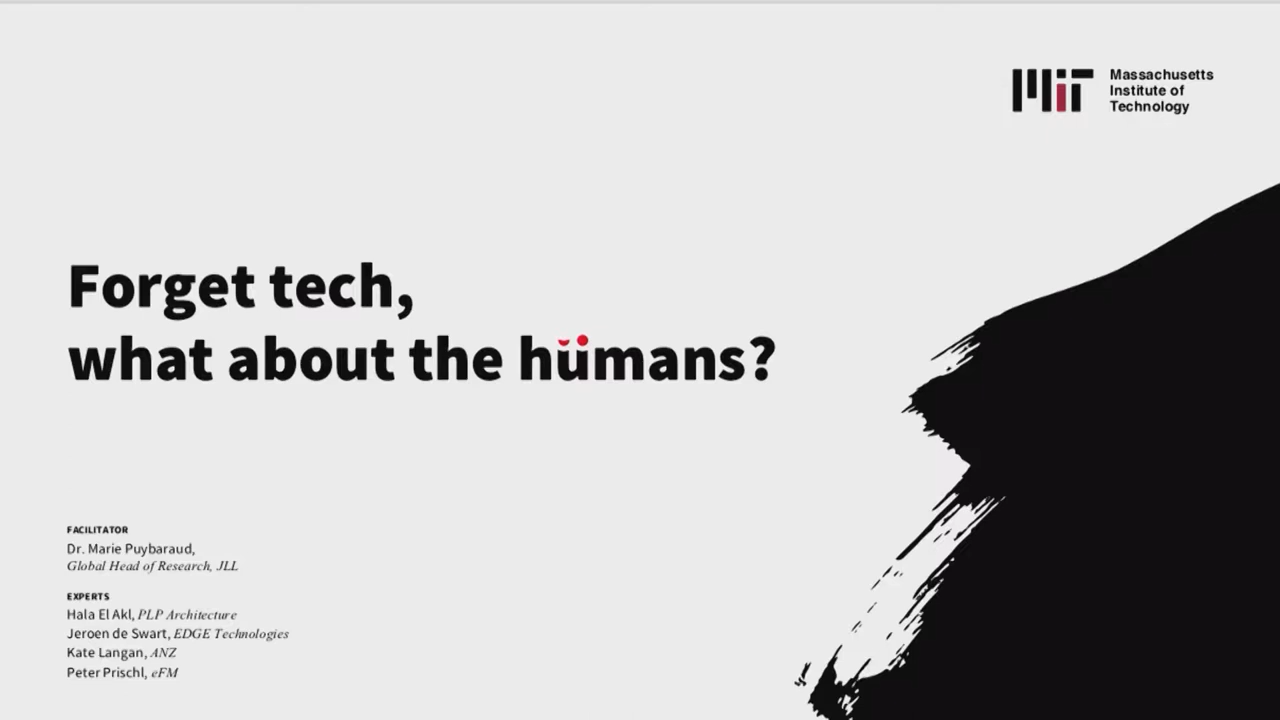 MIT Massachusetts
Institute of
Technology
Forget tech,
what about the hümans?
FACILITATOR
Dr. Marie Puybaraud,
Global Head of Research, JLL
EXPERTS
Hala El Akl, PLP Architecture
Jeroen de Swart, EDGE Technologies
Kate Langan, ANZ
Peter Prischl, eFM